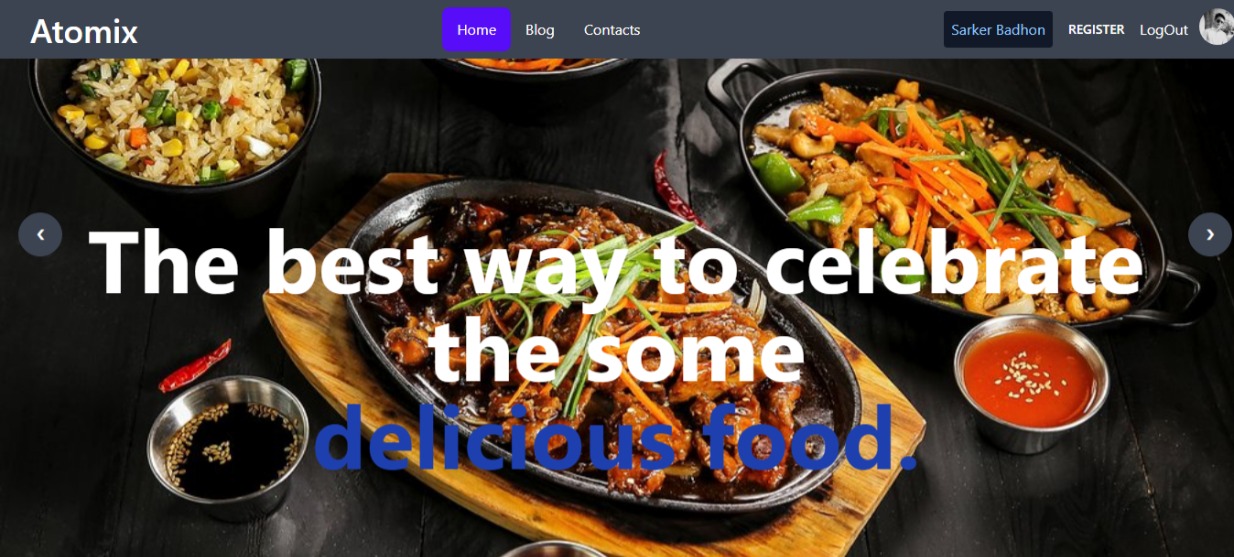 Atomix
Home
Blog
Contacts
Sarker Badhon
REGISTER
LogOut
The best way to celebrate
the some
delicious food.